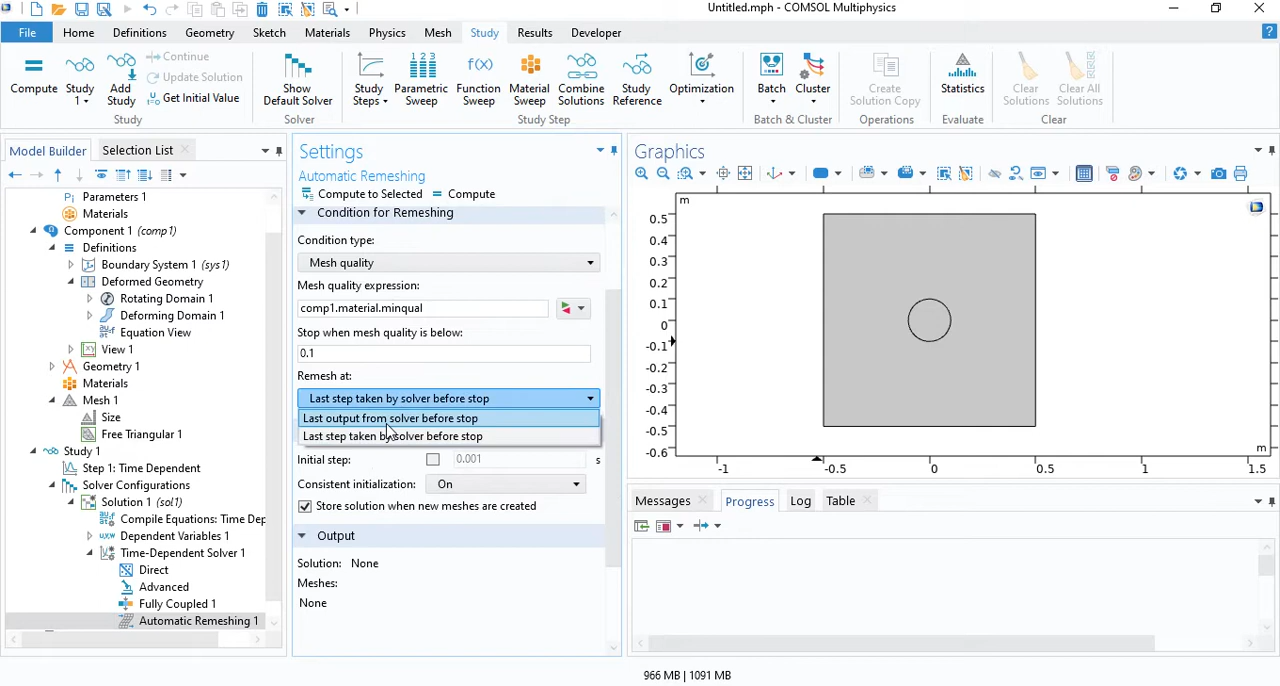 Untitled.mph - COMSOL Multiphysics
File Home Definitions Geometry Sketch Materials Physics Mesh Study Results Developer
Compute
Study 1
Add Study
Continue
Update Solution
Get Initial Value
Study
Show Default Solver
Solver
Study Steps
Parametric Sweep
Function Sweep
Material Sweep
Combine Solutions
Study Reference
Optimization
Study Step
Batch
Cluster
Batch & Cluster
Create Solution Copy
Operations
Statistics
Evaluate
Clear Solutions
Clear All Solutions
Clear
Model Builder
Selection List
Parameters 1
Materials
Component 1 (comp1)
Definitions
Boundary System 1 (sys1)
Deformed Geometry
Rotating Domain 1
Deforming Domain 1
Equation View
View 1
Geometry 1
Materials
Mesh 1
Size
Free Triangular 1
Study 1
Step 1: Time Dependent
Solver Configurations
Solution 1 (sol1)
Compile Equations: Time Dep
Dependent Variables 1
Time-Dependent Solver 1
Direct
Advanced
Fully Coupled 1
Automatic Remeshing 1
Settings
Automatic Remeshing
Compute to Selected = Compute
Condition for Remeshing
Condition type:
Mesh quality
Mesh quality expression:
comp1.material.minqual
Stop when mesh quality is below:
0.1
Remesh at:
Last step taken by solver before stop
Last output from solver before stop
Last step taken by solver before stop
Initial step: 0.001 s
Consistent initialization: On
Store solution when new meshes are created
Output
Solution: None
Meshes:
None
Graphics
m
0.5
0.4
0.3
0.2
0.1
0
-0.1
-0.2
-0.3
-0.4
-0.5
-0.6
m
-1 -0.5 0 0.5 1 1.5
Messages Progress Log Table
966 MB | 1091 MB